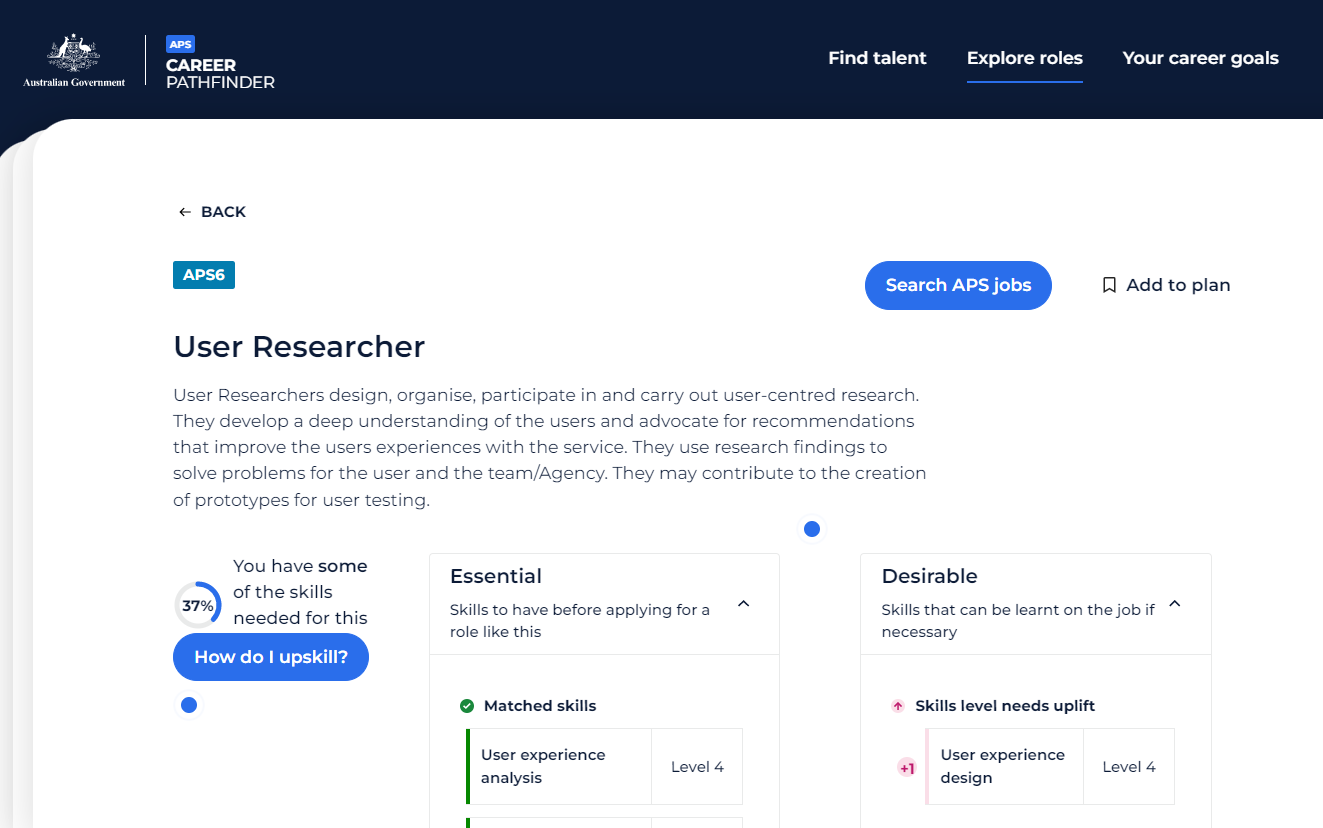 Australian Government
APS
CAREER
PATHFINDER
Find talent
Explore roles
Your career goals
BACK
APS6
Search APS jobs
Add to plan
User Researcher
User Researchers design, organise, participate in and carry out user-centred research.
They develop a deep understanding of the users and advocate for recommendations
that improve the users experiences with the service. They use research findings to
solve problems for the user and the team/Agency. They may contribute to the creation
of prototypes for user testing.
37%
You have some
of the skills
needed for this
How do I upskill?
Essential
Skills to have before applying for a
role like this
Matched skills
User experience
analysis
Level 4
Desirable
Skills that can be learnt on the job if
necessary
Skills level needs uplift
+1
User experience
design
Level 4